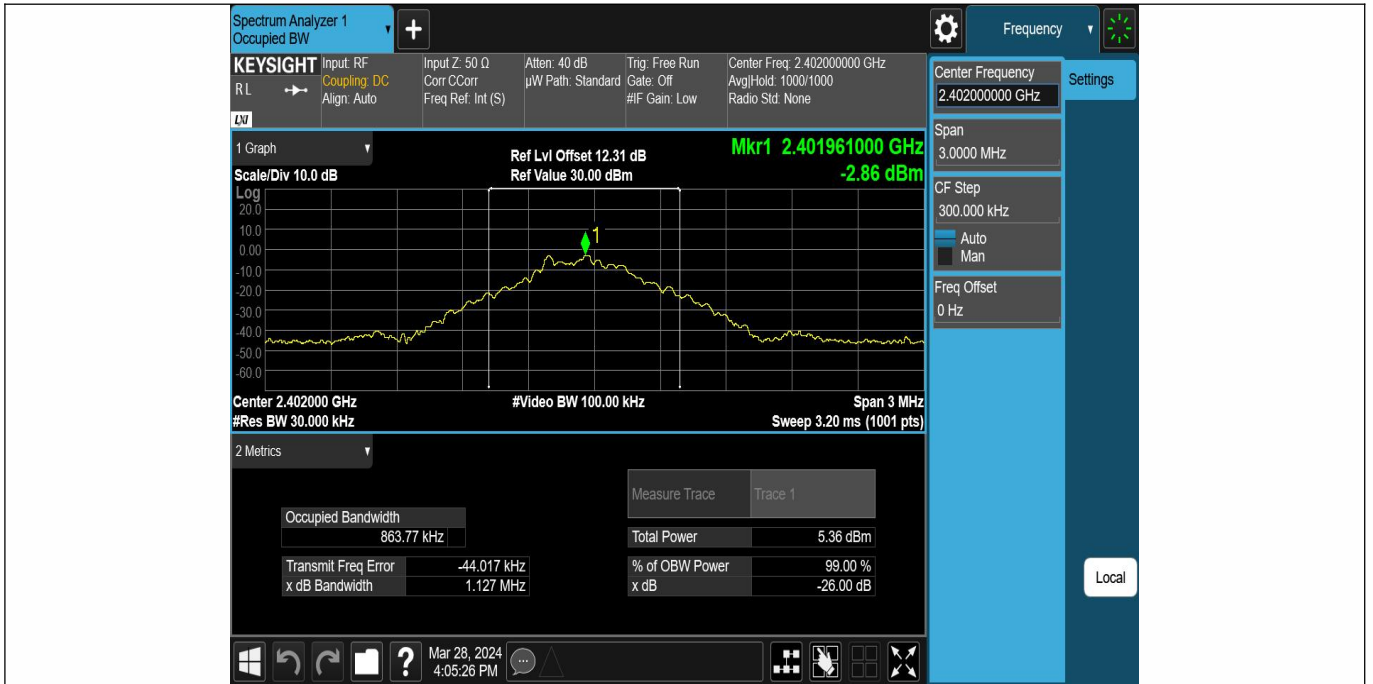 Spectrum Analyzer 1
Occupied BW
+
Frequency
KEYSIGHT
RL
LXI
Input: RF
Coupling: DC
Align: Auto
Input Z: 50 Ω
Corr CCorr
Freq Ref: Int (S)
Atten: 40 dB
µW Path: Standard
Trig: Free Run
Gate: Off
#IF Gain: Low
Center Freq: 2.402000000 GHz
Avg|Hold: 1000/1000
Radio Std: None
Center Frequency
2.402000000 GHz
Settings
Span
3.0000 MHz
CF Step
300.000 kHz
Auto
Man
Freq Offset
0 Hz
Local
1 Graph
Scale/Div 10.0 dB
Ref Lvl Offset 12.31 dB
Ref Value 30.00 dBm
Mkr1 2.401961000 GHz
-2.86 dBm
Log
20.0
10.0
0.00
-10.0
-20.0
-30.0
-40.0
-50.0
-60.0
1
Center 2.402000 GHz
#Res BW 30.000 kHz
#Video BW 100.00 kHz
Span 3 MHz
Sweep 3.20 ms (1001 pts)
2 Metrics
Measure Trace Trace 1
Occupied Bandwidth
863.77 kHz
Total Power 5.36 dBm
Transmit Freq Error -44.017 kHz
% of OBW Power 99.00 %
x dB Bandwidth 1.127 MHz
x dB -26.00 dB
?
Mar 28, 2024
4:05:26 PM